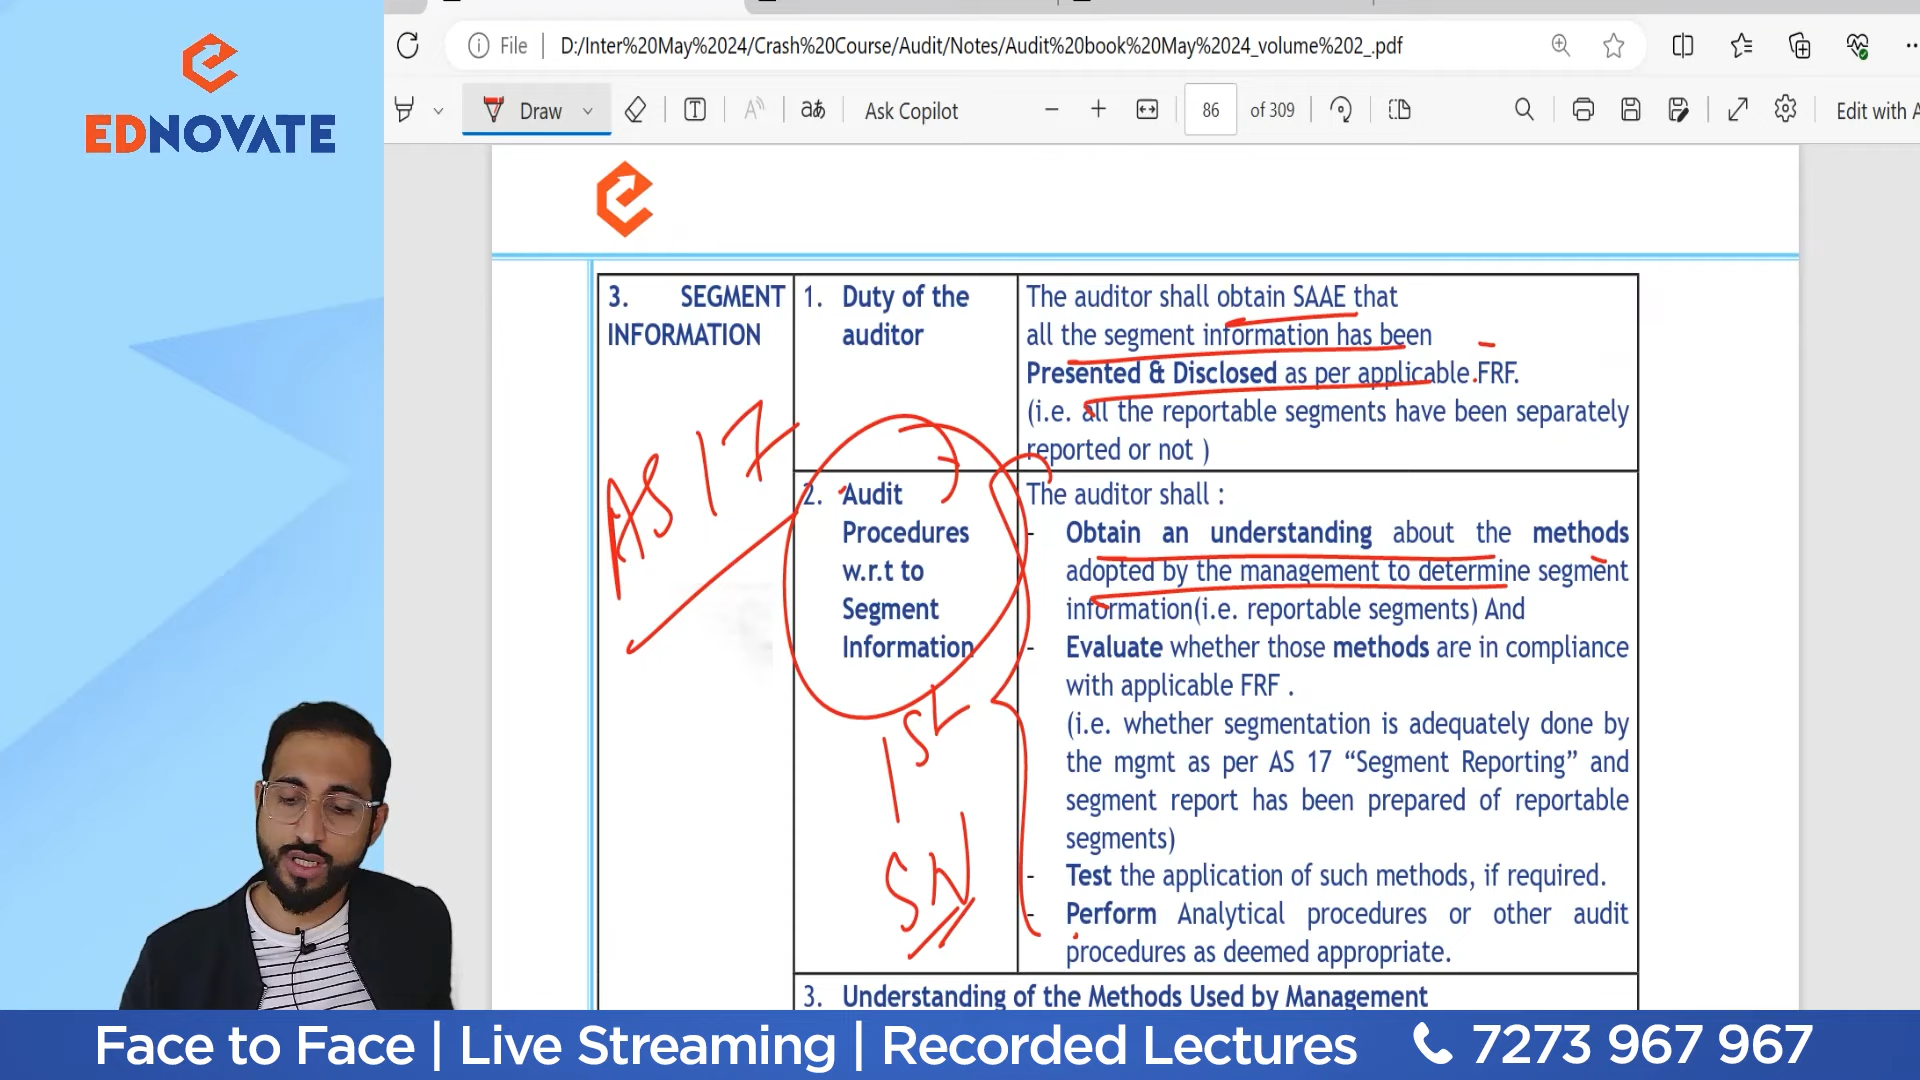 EDNOVATE
File
D:/Inter%20May%2024/Crash%20Course/Audit/Notes/Audit%20book%20May%2024_volume%202_.pdf
Draw
T
aあ
Ask Copilot
86 of 309
Edit with A
3. SEGMENT
INFORMATION
1. Duty of the
auditor
The auditor shall obtain SAAE that
all the segment information has been
Presented & Disclosed as per applicable FRF.
(i.e. all the reportable segments have been separately
reported or not )
AS 17
2. Audit
Procedures
w.r.t to
Segment
Information
1st
SN
The auditor shall :
- Obtain an understanding about the methods
adopted by the management to determine segment
information(i.e. reportable segments) And
- Evaluate whether those methods are in compliance
with applicable FRF .
(i.e. whether segmentation is adequately done by
the mgmt as per AS 17 “Segment Reporting” and
segment report has been prepared of reportable
segments)
- Test the application of such methods, if required.
- Perform Analytical procedures or other audit
procedures as deemed appropriate.
3. Understanding of the Methods Used by Management
Face to Face | Live Streaming | Recorded Lectures 7273 967 967